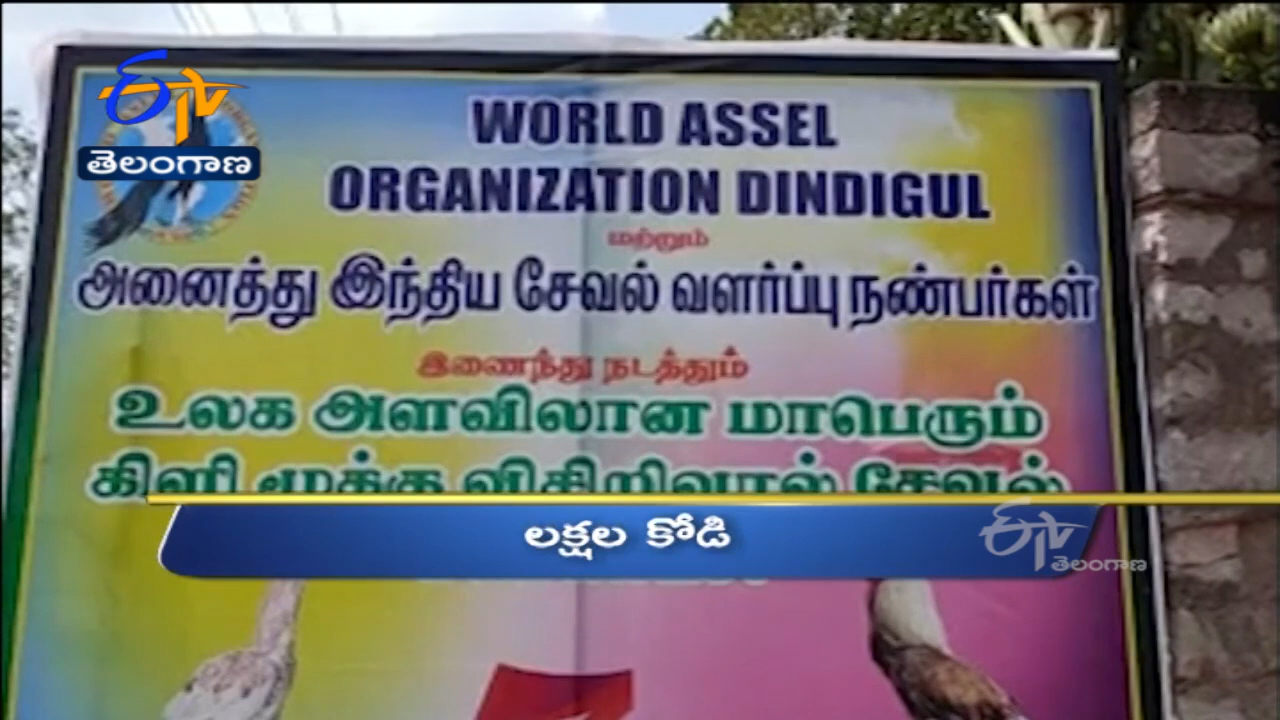 ETV
తెలంగాణ
WORLD ASSEL
ORGANIZATION DINDIGUL
மற்றும்
அனைத்து இந்திய சேவல் வளர்ப்பு நண்பர்கள்
இணைந்து நடத்தும்
உலக அளவிலான மாபெரும்
கிளி மூக்கு விசிறிவால் சேவல்
లక్షల కోడి
ETV
తెలంగాణ